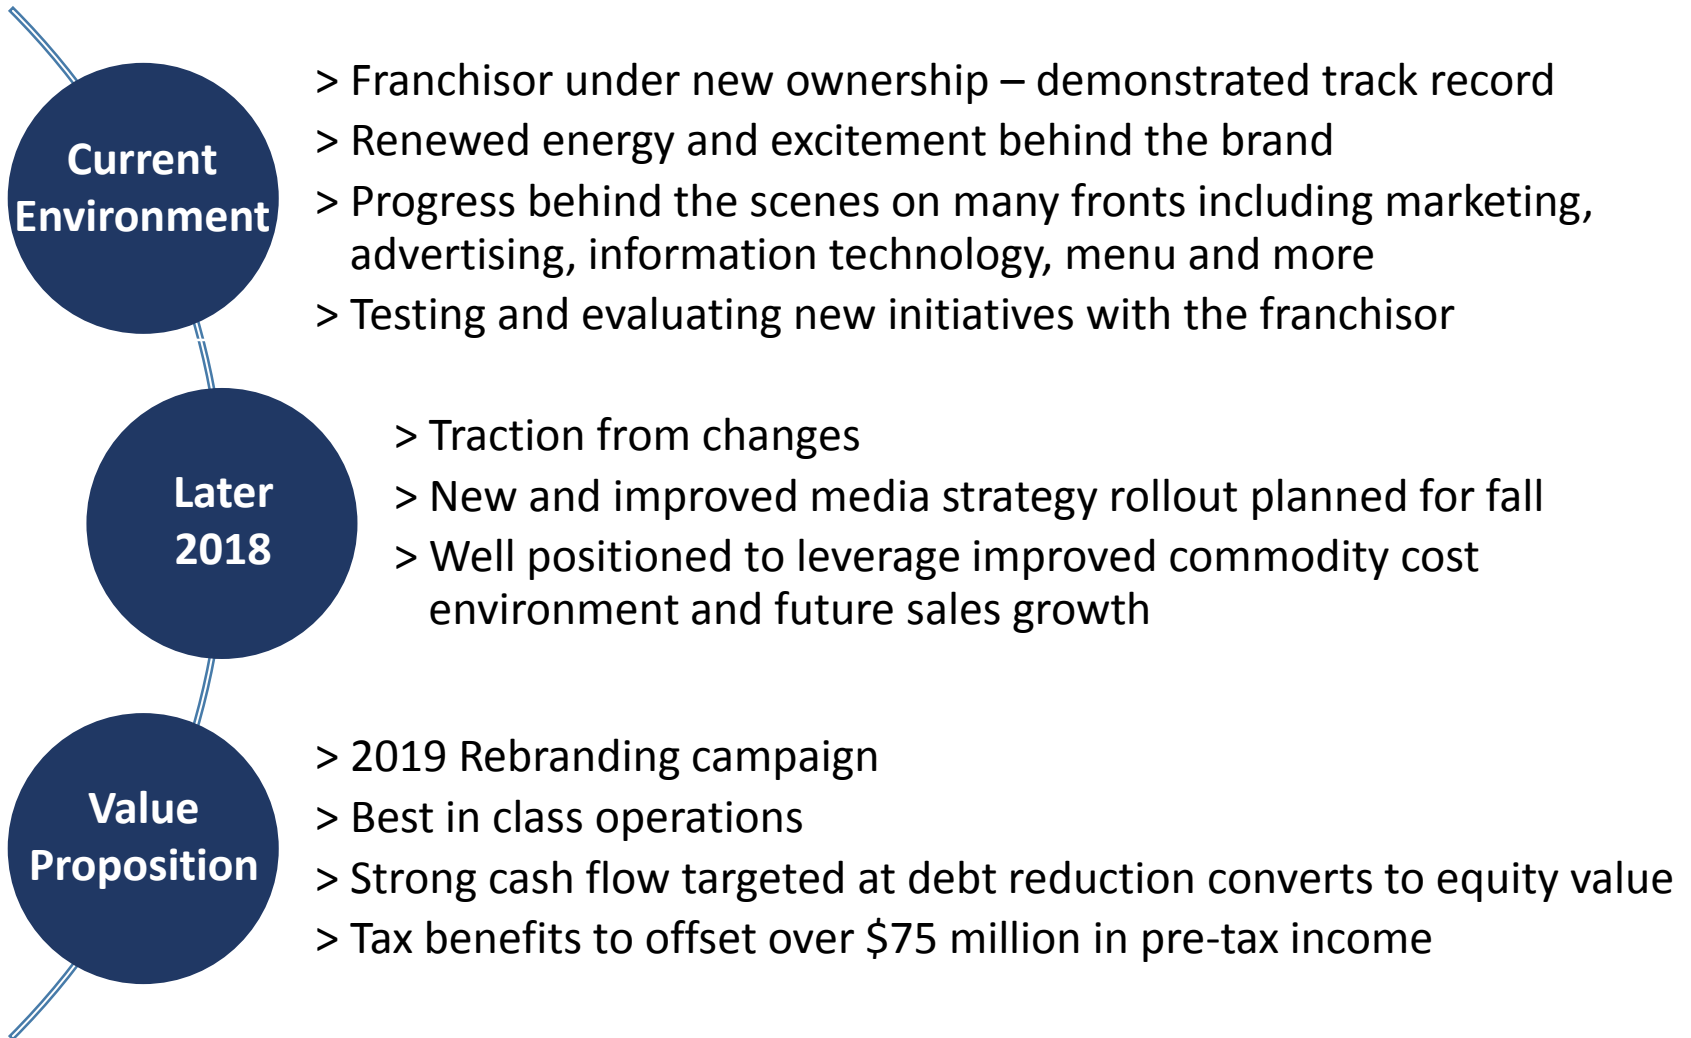 Current
Environment
> Franchisor under new ownership – demonstrated track record
> Renewed energy and excitement behind the brand
> Progress behind the scenes on many fronts including marketing,
advertising, information technology, menu and more
> Testing and evaluating new initiatives with the franchisor
Later
2018
> Traction from changes
> New and improved media strategy rollout planned for fall
> Well positioned to leverage improved commodity cost
environment and future sales growth
Value
Proposition
> 2019 Rebranding campaign
> Best in class operations
> Strong cash flow targeted at debt reduction converts to equity value
> Tax benefits to offset over $75 million in pre-tax income